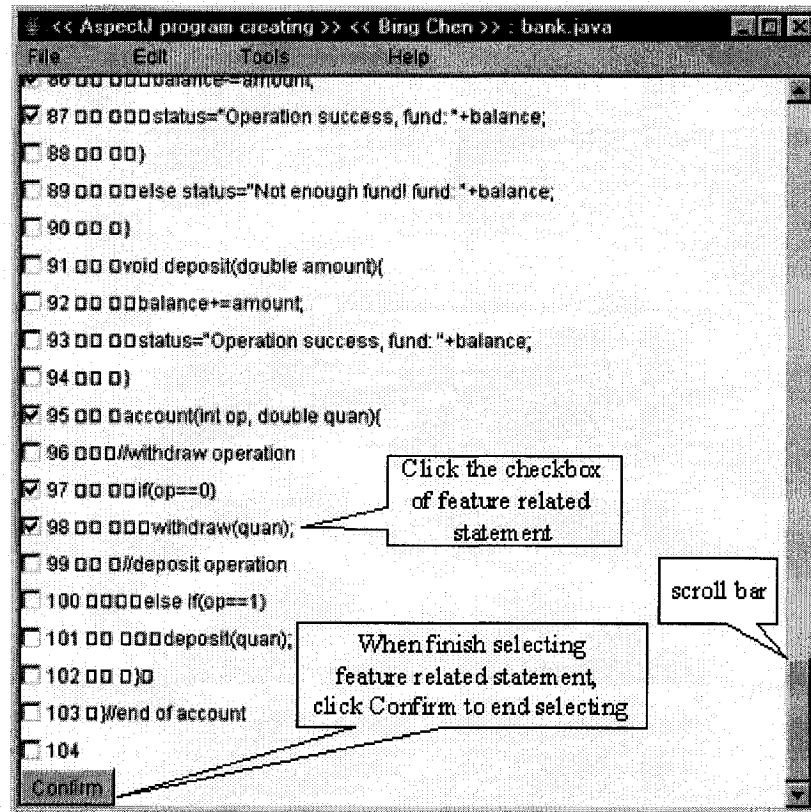 << AspectJ program creating >> << Bing Chen >> : bank.java
File Edit Tools Help
86 balance-=amount;
87 status="Operation success, fund: "+balance;
88 }
89 else status="Not enough fund! fund: "+balance;
90 }
91 void deposit(double amount){
92 balance+=amount;
93 status="Operation success, fund: "+balance;
94 }
95 account(int op, double quan){
96 //withdraw operation
97 if(op==0)
98 withdraw(quan);
99 //deposit operation
100 else if(op==1)
101 deposit(quan);
102 }
103 }//end of account
104
Confirm
Click the checkbox
of feature related
statement
scroll bar
When finish selecting
feature related statement,
click Confirm to end selecting